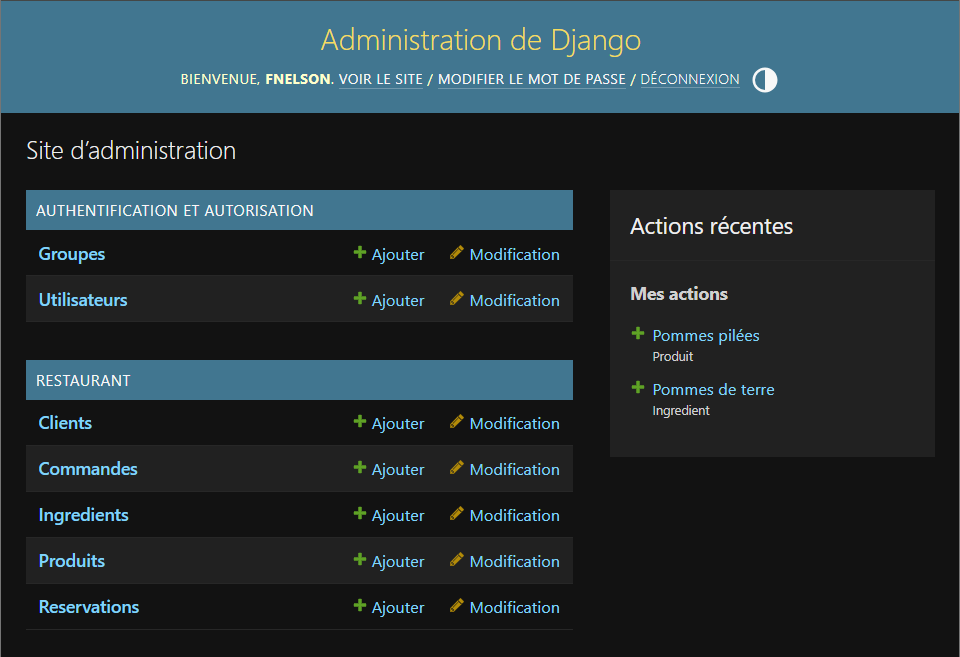 Administration de Django
BIENVENUE, FNELSON. VOIR LE SITE / MODIFIER LE MOT DE PASSE / DÉCONNEXION
Site d’administration
AUTHENTIFICATION ET AUTORISATION
Groupes Ajouter Modification
Utilisateurs Ajouter Modification
RESTAURANT
Clients Ajouter Modification
Commandes Ajouter Modification
Ingredients Ajouter Modification
Produits Ajouter Modification
Reservations Ajouter Modification
Actions récentes
Mes actions
Pommes pilées
Produit
Pommes de terre
Ingredient